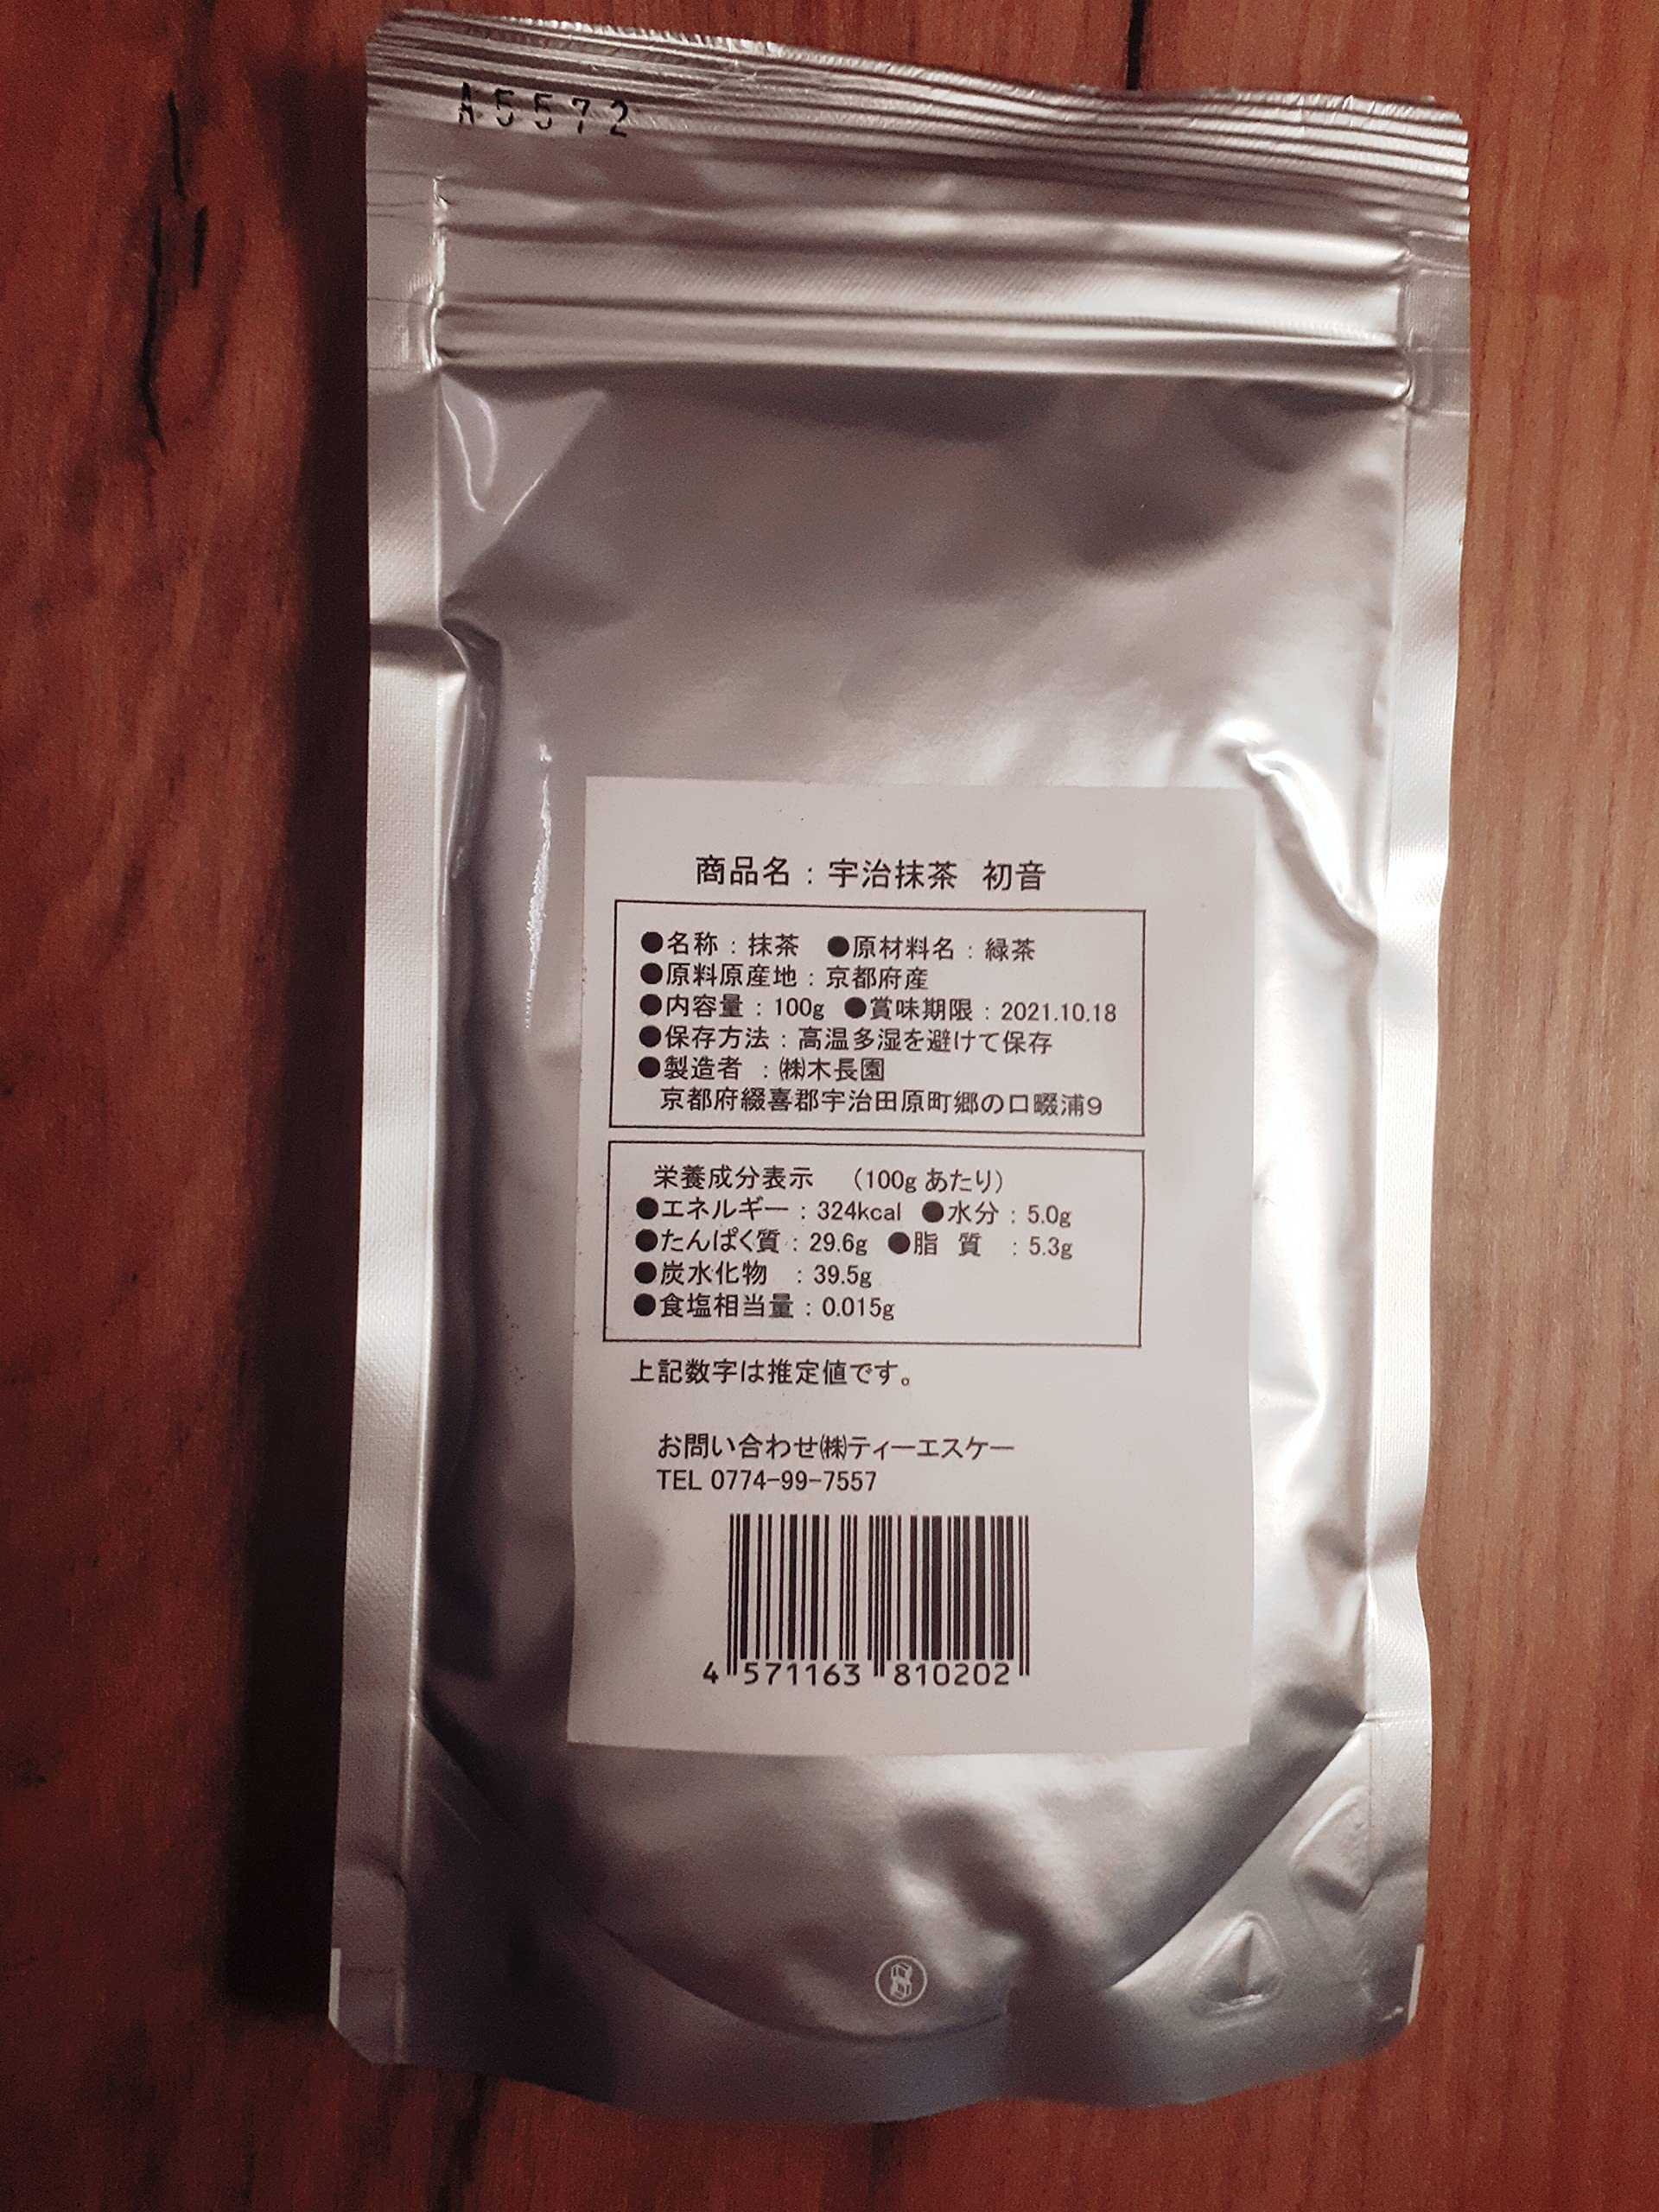 A5572
商品名：宇治抹茶 初音
●名称：抹茶 ●原材料名：緑茶
●原料原産地：京都府産
●内容量：100g ●賞味期限：2021.10.18
●保存方法：高温多湿を避けて保存
●製造者 ：㈱木長園
京都府綴喜郡宇治田原町郷の口畷浦9
栄養成分表示 （100g あたり）
●エネルギー：324kcal ●水分：5.0g
●たんぱく質：29.6g ●脂 質 ：5.3g
●炭水化物 ：39.5g
●食塩相当量：0.015g
上記数字は推定値です。
お問い合わせ㈱ティーエスケー
TEL 0774-99-7557
4 571163 810202